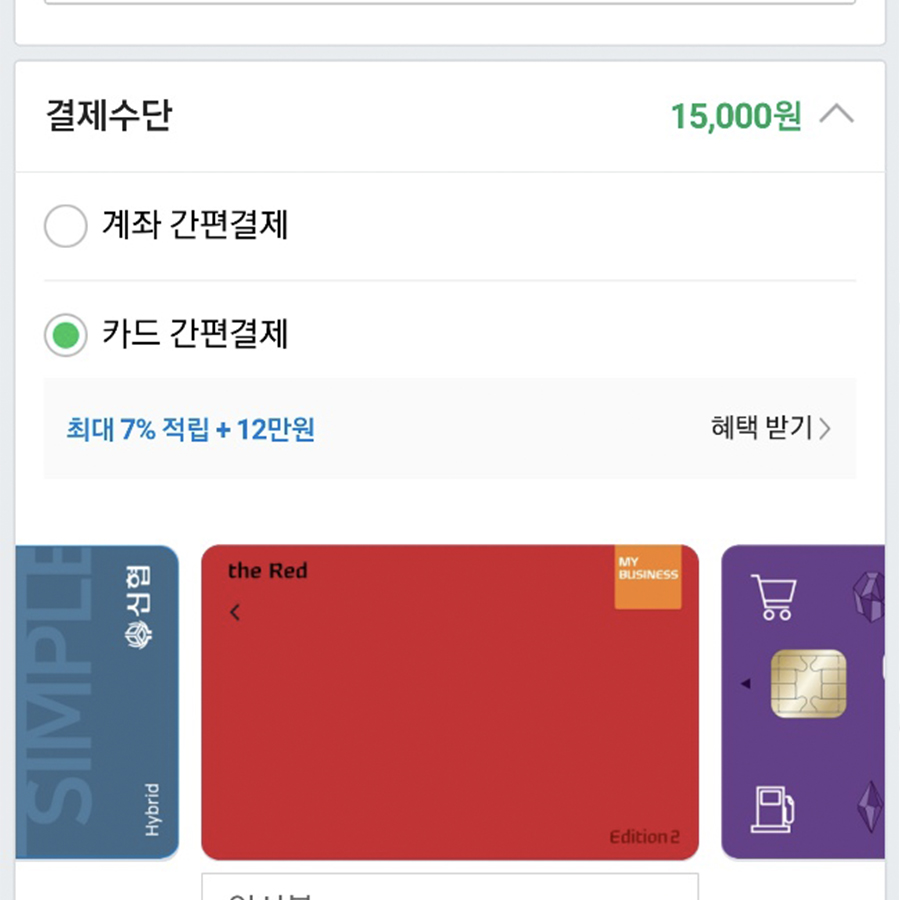 결제수단
15,000원
계좌 간편결제
카드 간편결제
최대 7% 적립 + 12만원
혜택 받기
SIMPLE
신협
Hybrid
the Red
MY
BUSINESS
Edition2